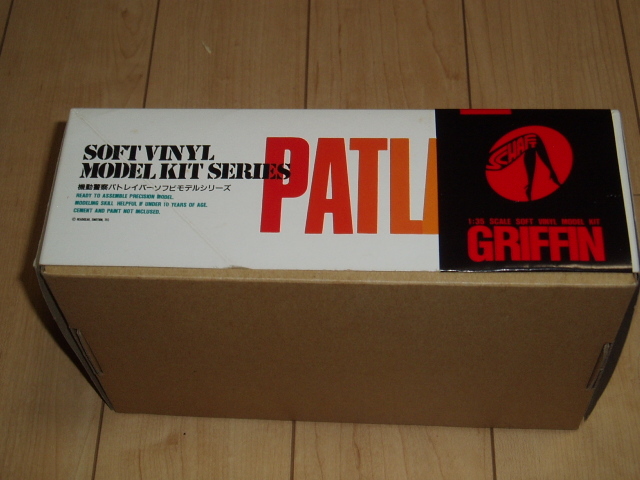 SOFT VINYL
MODEL KIT SERIES
機動警察パトレイバーソフビモデルシリーズ
READY TO ASSEMBLE PRECISION MODEL.
MODELING SKILL HELPFUL IF UNDER 10 YEARS OF AGE.
CEMENT AND PAINT NOT INCLUDED.
PATL
SCHAFT
1:35 SCALE SOFT VINYL MODEL KIT
GRIFFIN